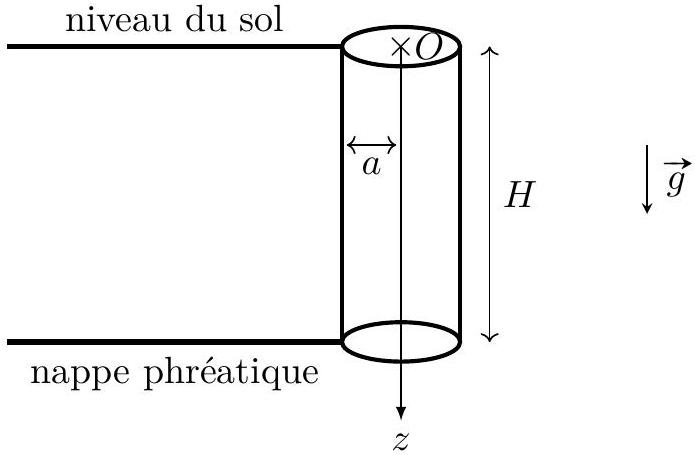 niveau du sol
×O
a
H
g
nappe phréatique
z